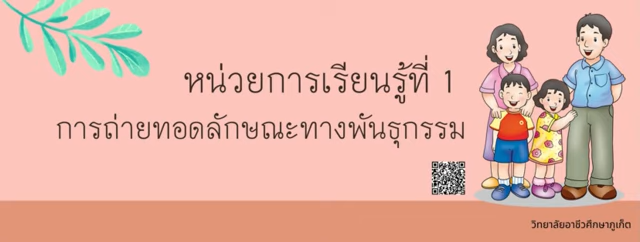 หน่วยการเรียนรู้ที่ 1
การถ่ายทอดลักษณะทางพันธุกรรม
วิทยาลัยอาชีวศึกษาภูเก็ต